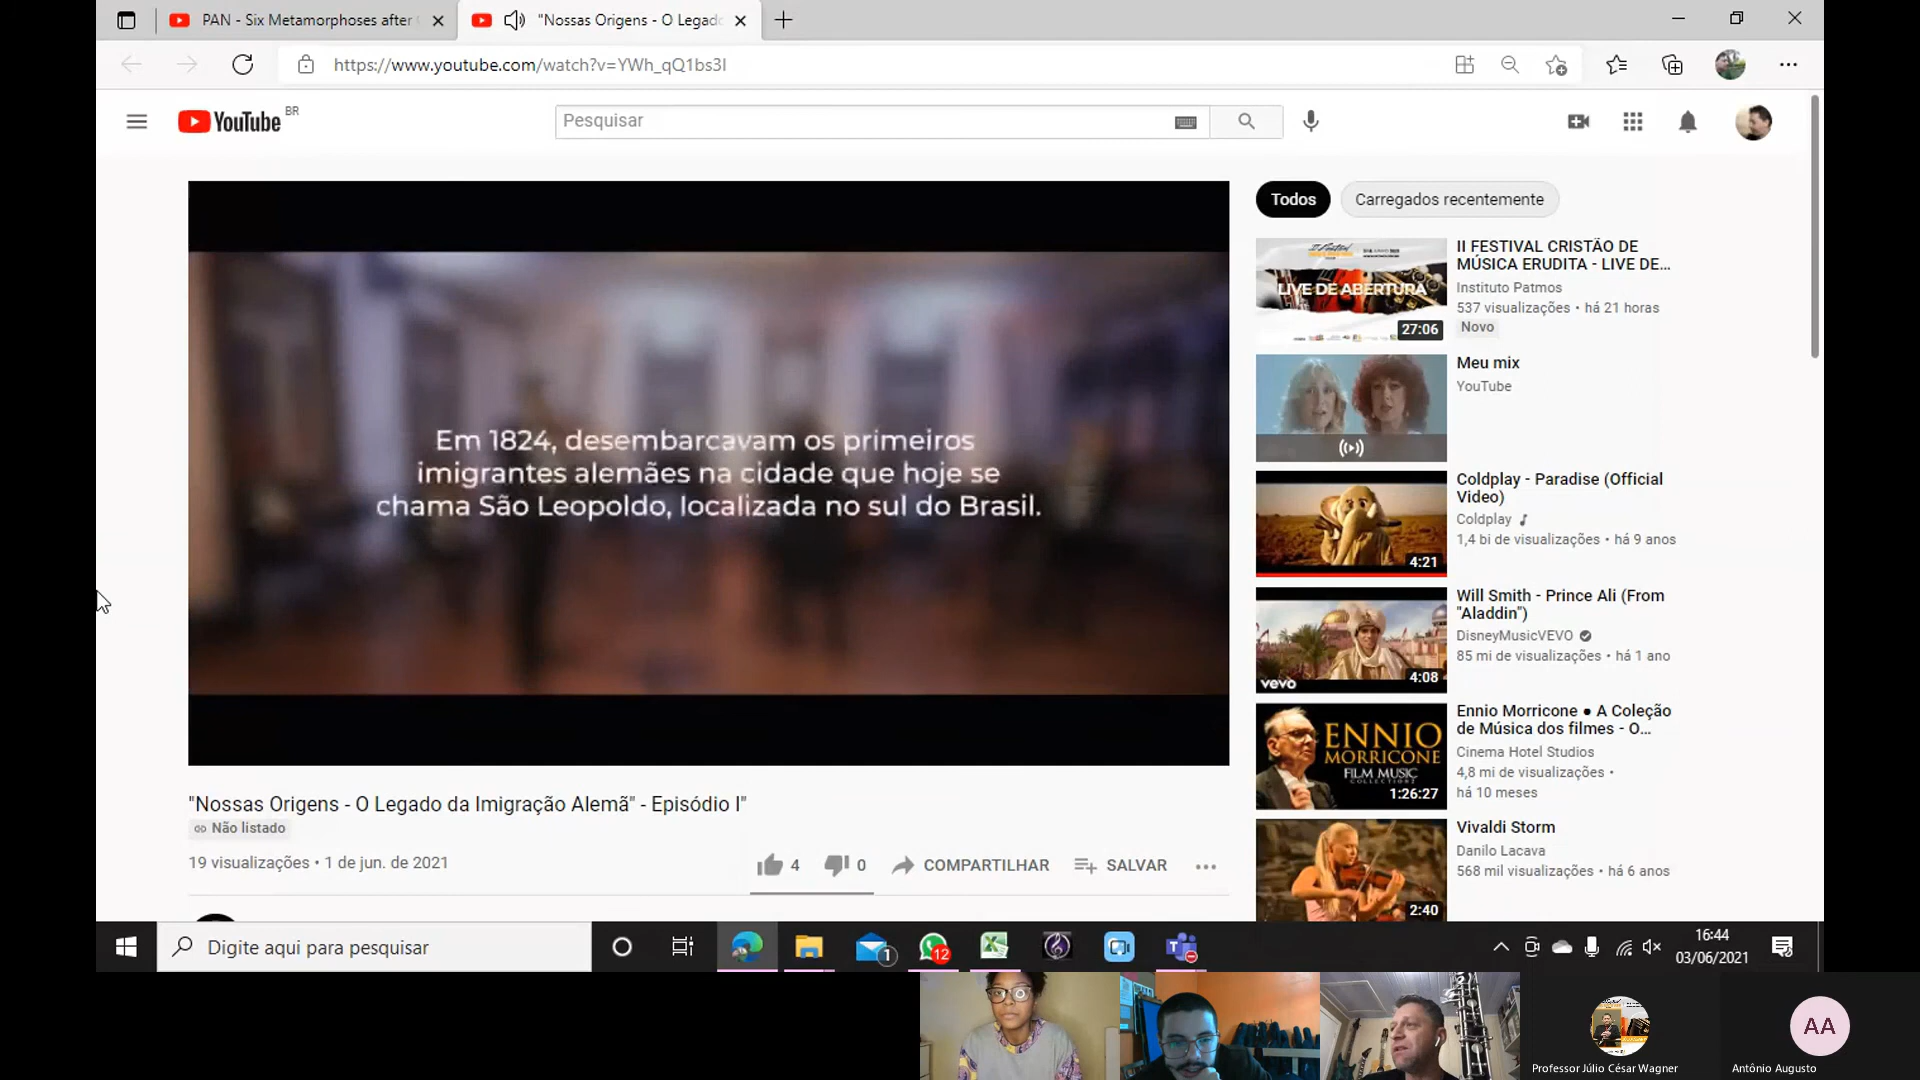 PAN - Six Metamorphoses after
"Nossas Origens - O Legado
https://www.youtube.com/watch?v=YWh_qQ1bs3I
YouTube BR
Pesquisar
Em 1824, desembarcavam os primeiros
imigrantes alemães na cidade que hoje se
chama São Leopoldo, localizada no sul do Brasil.
"Nossas Origens - O Legado da Imigração Alemã" - Episódio I"
Não listado
19 visualizações • 1 de jun. de 2021
4
0
COMPARTILHAR
SALVAR
Todos
Carregados recentemente
LIVE DE ABERTURA
27:06
II FESTIVAL CRISTÃO DE
MÚSICA ERUDITA - LIVE DE...
Instituto Patmos
537 visualizações • há 21 horas
Novo
Meu mix
YouTube
4:21
Coldplay - Paradise (Official
Video)
Coldplay
1,4 bi de visualizações • há 9 anos
vevo
4:08
Will Smith - Prince Ali (From
"Aladdin")
DisneyMusicVEVO
85 mi de visualizações • há 1 ano
ENNIO
MORRICONE
FILM MUSIC
1:26:27
Ennio Morricone ● A Coleção
de Música dos filmes - O...
Cinema Hotel Studios
4,8 mi de visualizações •
há 10 meses
2:40
Vivaldi Storm
Danilo Lacava
568 mil visualizações • há 6 anos
Digite aqui para pesquisar
1
12
16:44
03/06/2021
AA
Professor Júlio César Wagner
Antônio Augusto